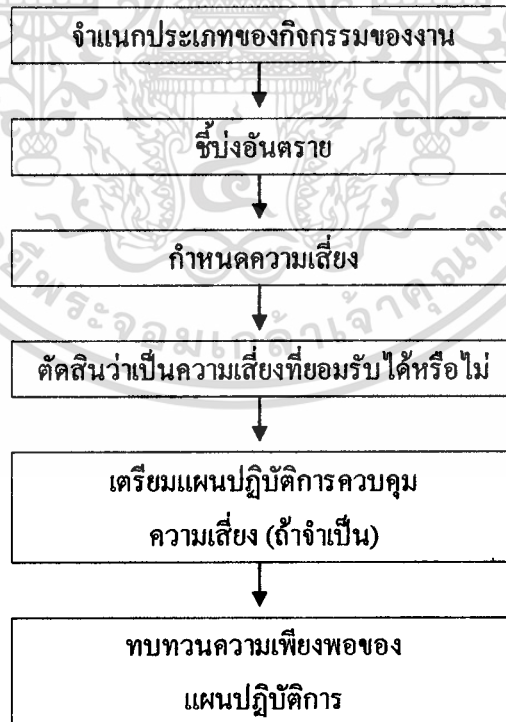 จำแนกประเภทของกิจกรรมของงาน
ชี้บ่งอันตราย
กำหนดความเสี่ยง
ตัดสินว่าเป็นความเสี่ยงที่ยอมรับได้หรือไม่
เตรียมแผนปฏิบัติการควบคุม
ความเสี่ยง (ถ้าจำเป็น)
ทบทวนความเพียงพอของ
แผนปฏิบัติการ